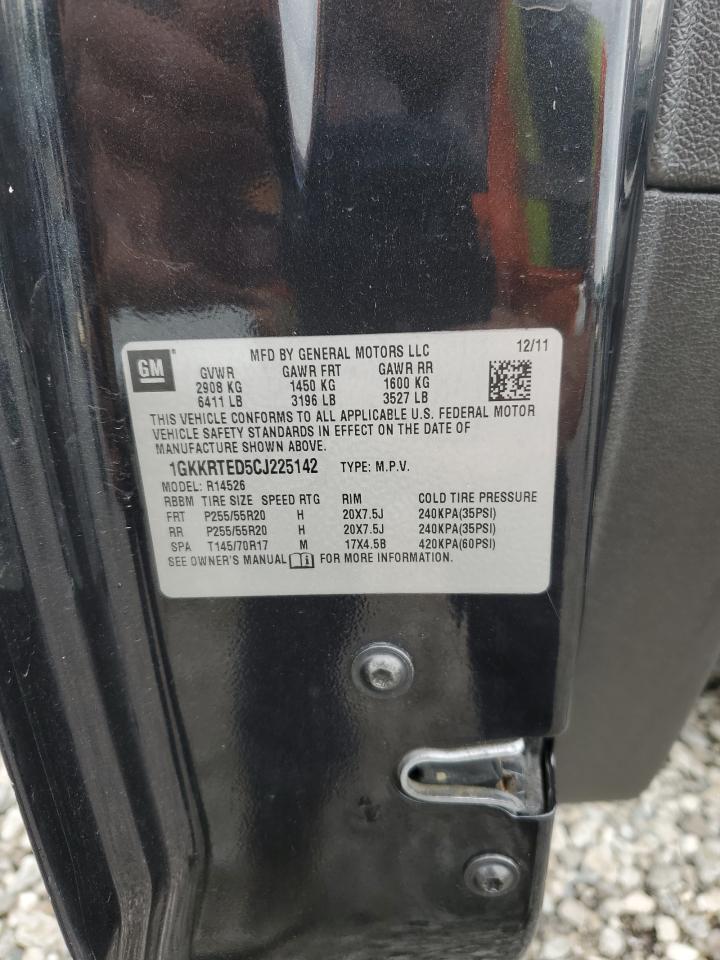 GM MFD BY GENERAL MOTORS LLC 12/11
GVWR GAWR FRT GAWR RR
2908 KG 1450 KG 1600 KG
6411 LB 3196 LB 3527 LB
THIS VEHICLE CONFORMS TO ALL APPLICABLE U.S. FEDERAL MOTOR
VEHICLE SAFETY STANDARDS IN EFFECT ON THE DATE OF
MANUFACTURE SHOWN ABOVE.
1GKKRTED5CJ225142 TYPE: M.P.V.
MODEL: R14526
RBBM TIRE SIZE SPEED RTG RIM COLD TIRE PRESSURE
FRT P255/55R20 H 20X7.5J 240KPA(35PSI)
RR P255/55R20 H 20X7.5J 240KPA(35PSI)
SPA T145/70R17 M 17X4.5B 420KPA(60PSI)
SEE OWNER'S MANUAL FOR MORE INFORMATION.